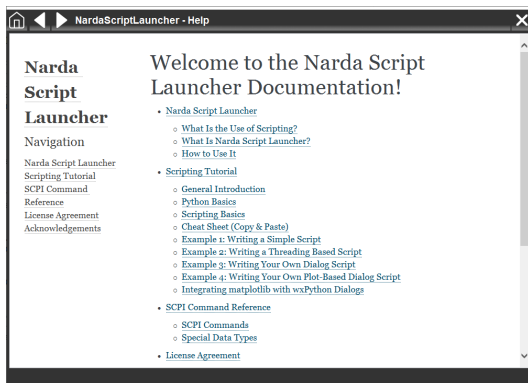 NardaScriptLauncher - Help
Narda
Script
Launcher
Navigation
Narda Script Launcher
Scripting Tutorial
SCPI Command
Reference
License Agreement
Acknowledgements
Welcome to the Narda Script
Launcher Documentation!
Narda Script Launcher
What Is the Use of Scripting?
What Is Narda Script Launcher?
How to Use It
Scripting Tutorial
General Introduction
Python Basics
Scripting Basics
Cheat Sheet (Copy & Paste)
Example 1: Writing a Simple Script
Example 2: Writing a Threading Based Script
Example 3: Writing Your Own Dialog Script
Example 4: Writing Your Own Plot-Based Dialog Script
Integrating matplotlib with wxPython Dialogs
SCPI Command Reference
SCPI Commands
Special Data Types
License Agreement